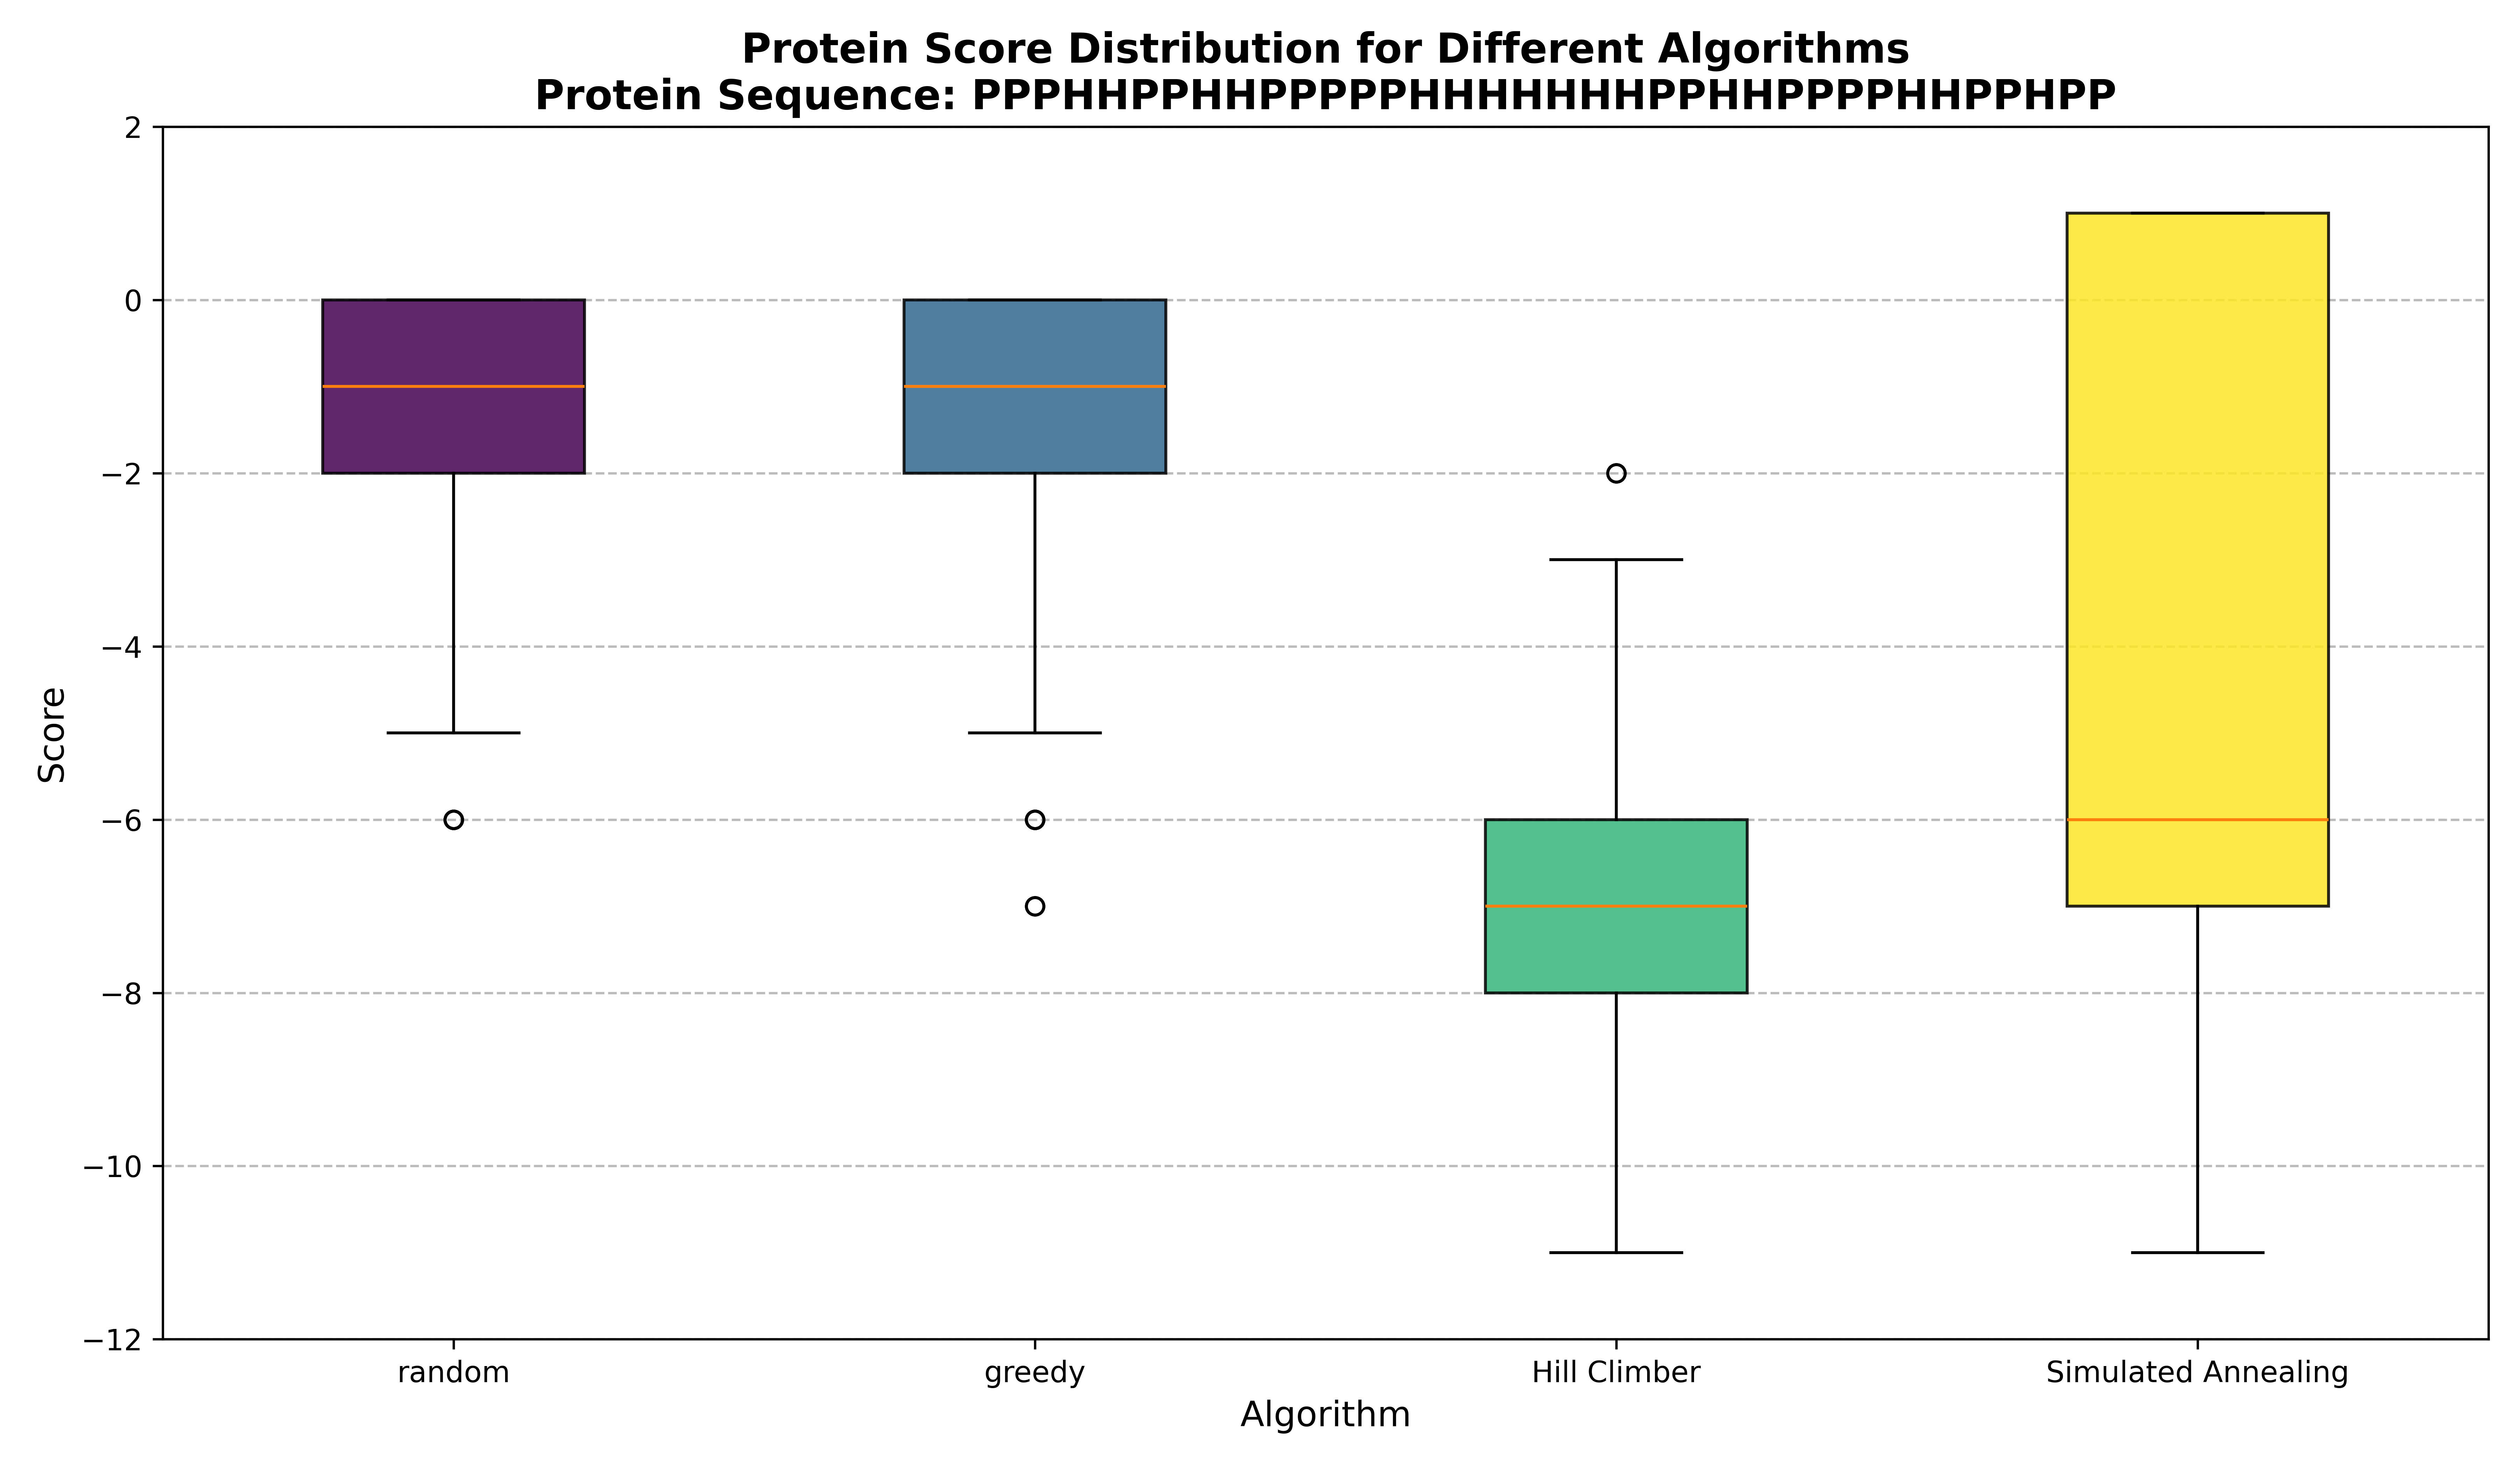 Protein Score Distribution for Different Algorithms
Protein Sequence: PPPHHPPHHPPPPPHHHHHHHPPHHPPPPHHPPHPP
2
0
−2
−4
−6
−8
−10
−12
Score
random
greedy
Hill Climber
Simulated Annealing
Algorithm